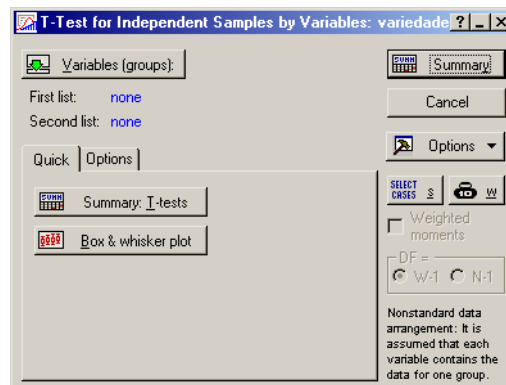 T-Test for Independent Samples by Variables: variedade
Variables (groups):
Summary
First list: none
Cancel
Second list: none
Options
Quick
Options
SELECT CASES S
W
Summary: T-tests
Weighted moments
Box & whisker plot
DF =
W-1
N-1
Nonstandard data
arrangement: It is
assumed that each
variable contains the
data for one group.